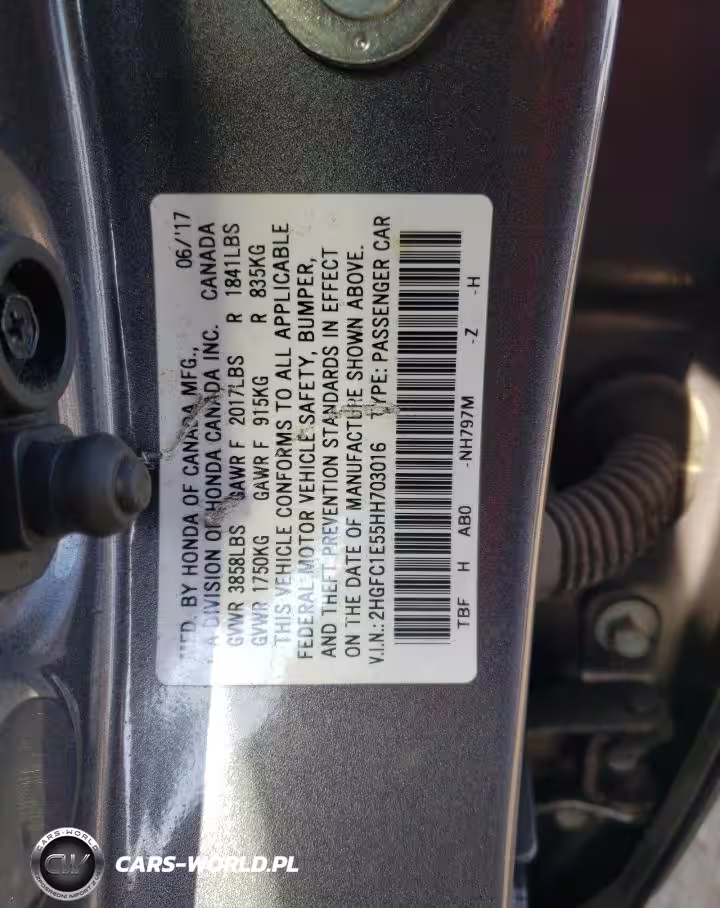 MFD. BY HONDA OF CANADA MFG., 06/'17
A DIVISION OF HONDA CANADA INC. CANADA
GVWR 3858LBS GAWR F 2017LBS R 1841LBS
GVWR 1750KG GAWR F 915KG R 835KG
THIS VEHICLE CONFORMS TO ALL APPLICABLE
FEDERAL MOTOR VEHICLE SAFETY, BUMPER,
AND THEFT PREVENTION STANDARDS IN EFFECT
ON THE DATE OF MANUFACTURE SHOWN ABOVE.
V.I.N.: 2HGFC1E55HH703016 TYPE: PASSENGER CAR
TBF H AB0 -NH797M -Z -H
CARS-WORLD
CW
CARS-WORLD.PL